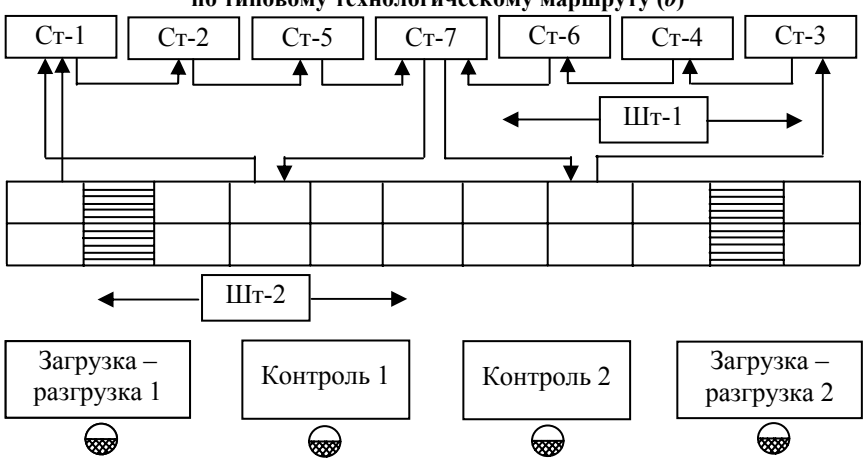 по типовому технологическому маршруту (б)
Ст-1 Ст-2 Ст-5 Ст-7 Ст-6 Ст-4 Ст-3
Шт-1
Шт-2
Загрузка –
разгрузка 1
Контроль 1
Контроль 2
Загрузка –
разгрузка 2